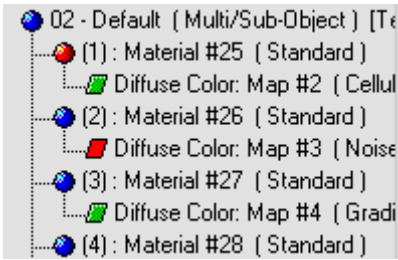 02 - Default ( Multi/Sub-Object ) [Te
(1) : Material #25 ( Standard )
Diffuse Color: Map #2 ( Cellul
(2) : Material #26 ( Standard )
Diffuse Color: Map #3 ( Noise
(3) : Material #27 ( Standard )
Diffuse Color: Map #4 ( Gradi
(4) : Material #28 ( Standard )